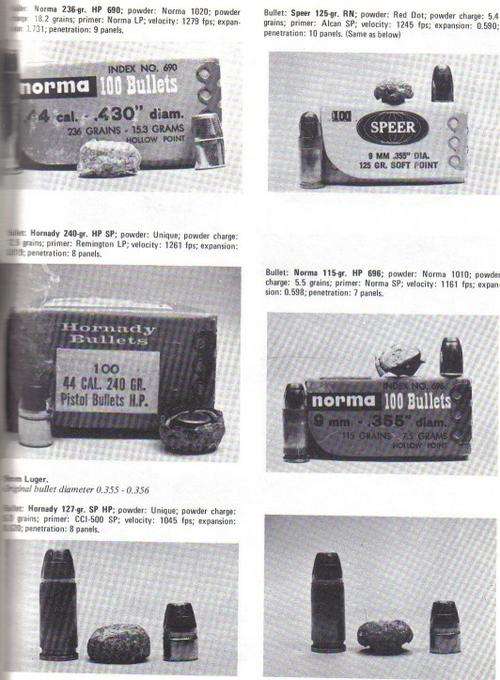 Norma 236-gr. HP 690; powder: Norma 1020; powder
18.2 grains; primer: Norma LP; velocity: 1279 fps; expan-
0.731; penetration: 9 panels.
INDEX NO. 690
norma 100 Bullets
44 cal. - .430" diam.
236 GRAINS - 15.3 GRAMS
HOLLOW POINT
Hornady 240-gr. HP SP; powder: Unique; powder charge:
grains; primer: Remington LP; velocity: 1261 fps; expansion:
penetration: 8 panels.
Hornady
Bullets
100
44 CAL. 240 GR.
Pistol Bullets H.P.
9mm Luger.
Original bullet diameter 0.355 - 0.356
Bullet: Hornady 127-gr. SP HP; powder: Unique; powder charge:
grains; primer: CCI-500 SP; velocity: 1045 fps; expansion:
penetration: 8 panels.
Bullet: Speer 125-gr. RN; powder: Red Dot; powder charge: 5.4
grains; primer: Alcan SP; velocity: 1245 fps; expansion: 0.590;
penetration: 10 panels. (Same as below)
100
SPEER
9 MM .355" DIA.
125 GR. SOFT POINT
Bullet: Norma 115-gr. HP 696; powder: Norma 1010; powder
charge: 5.5 grains; primer: Norma SP; velocity: 1161 fps; expan-
sion: 0.598; penetration: 7 panels.
INDEX NO. 696
norma 100 Bullets
9 mm - .355" diam.
115 GRAINS - 7.5 GRAMS
HOLLOW POINT